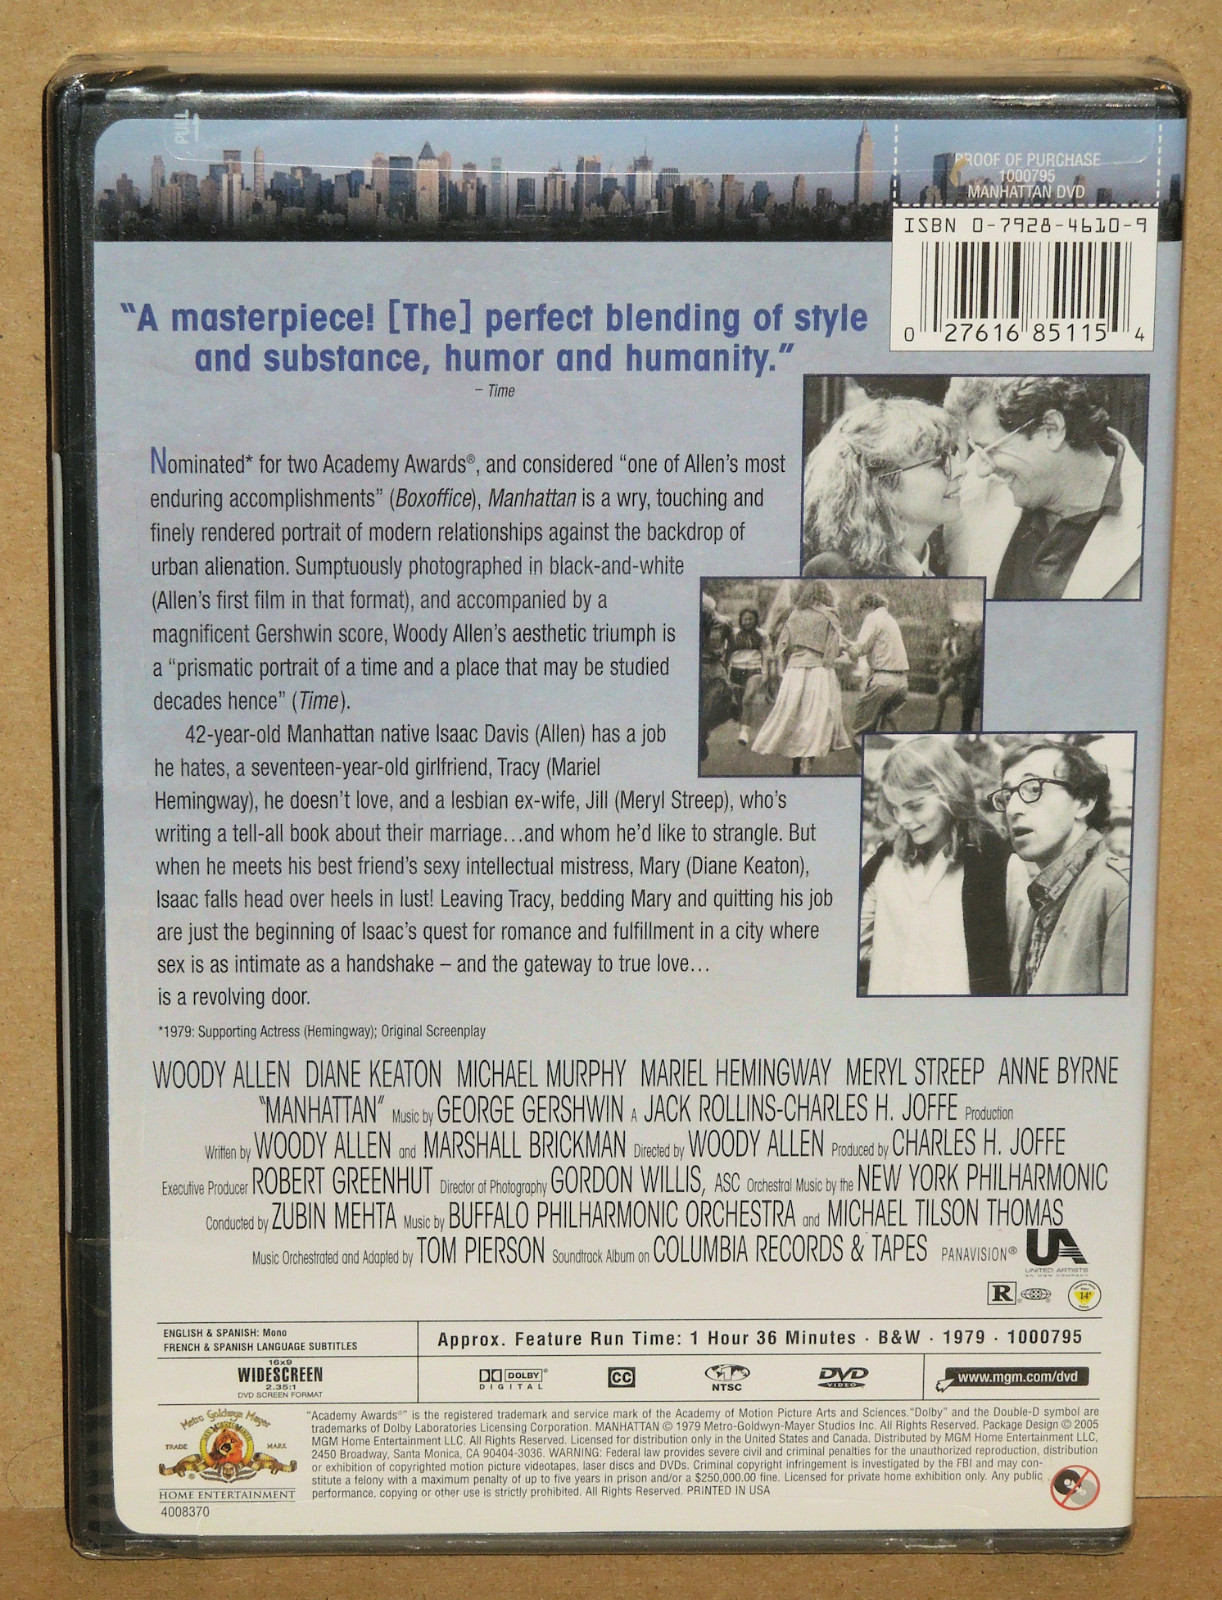 PULL
PROOF OF PURCHASE
1000795
MANHATTAN DVD
ISBN 0-7928-4610-9
0 27616 85115 4
“A masterpiece! [The] perfect blending of style
and substance, humor and humanity.”
– Time
Nominated* for two Academy Awards®, and considered “one of Allen’s most
enduring accomplishments” (Boxoffice), Manhattan is a wry, touching and
finely rendered portrait of modern relationships against the backdrop of
urban alienation. Sumptuously photographed in black-and-white
(Allen’s first film in that format), and accompanied by a
magnificent Gershwin score, Woody Allen’s aesthetic triumph is
a “prismatic portrait of a time and a place that may be studied
decades hence” (Time).
42-year-old Manhattan native Isaac Davis (Allen) has a job
he hates, a seventeen-year-old girlfriend, Tracy (Mariel
Hemingway), he doesn’t love, and a lesbian ex-wife, Jill (Meryl Streep), who’s
writing a tell-all book about their marriage…and whom he’d like to strangle. But
when he meets his best friend’s sexy intellectual mistress, Mary (Diane Keaton),
Isaac falls head over heels in lust! Leaving Tracy, bedding Mary and quitting his job
are just the beginning of Isaac’s quest for romance and fulfillment in a city where
sex is as intimate as a handshake – and the gateway to true love…
is a revolving door.
*1979: Supporting Actress (Hemingway); Original Screenplay
WOODY ALLEN DIANE KEATON MICHAEL MURPHY MARIEL HEMINGWAY MERYL STREEP ANNE BYRNE
“MANHATTAN” Music by GEORGE GERSHWIN A JACK ROLLINS-CHARLES H. JOFFE Production
Written by WOODY ALLEN and MARSHALL BRICKMAN Directed by WOODY ALLEN Produced by CHARLES H. JOFFE
Executive Producer ROBERT GREENHUT Director of Photography GORDON WILLIS, ASC Orchestral Music by the NEW YORK PHILHARMONIC
Conducted by ZUBIN MEHTA Music by BUFFALO PHILHARMONIC ORCHESTRA and MICHAEL TILSON THOMAS
Music Orchestrated and Adapted by TOM PIERSON Soundtrack Album on COLUMBIA RECORDS & TAPES PANAVISION® UA
UNITED ARTISTS
R
14
ENGLISH & SPANISH: Mono
FRENCH & SPANISH LANGUAGE SUBTITLES
Approx. Feature Run Time: 1 Hour 36 Minutes · B&W · 1979 · 1000795
16x9
WIDESCREEN
2.35:1
DVD SCREEN FORMAT
DOLBY
DIGITAL
CC
1
NTSC
DVD
VIDEO
www.mgm.com/dvd
Metro Goldwyn Mayer
TRADE MARK
HOME ENTERTAINMENT
4008370
“Academy Awards®” is the registered trademark and service mark of the Academy of Motion Picture Arts and Sciences. “Dolby” and the Double-D symbol are
trademarks of Dolby Laboratories Licensing Corporation. MANHATTAN © 1979 Metro-Goldwyn-Mayer Studios Inc. All Rights Reserved. Package Design © 2005
MGM Home Entertainment LLC. All Rights Reserved. Licensed for distribution only in the United States and Canada. Distributed by MGM Home Entertainment LLC,
2450 Broadway, Santa Monica, CA 90404-3036. WARNING: Federal law provides severe civil and criminal penalties for the unauthorized reproduction, distribution
or exhibition of copyrighted motion picture videotapes, laser discs and DVDs. Criminal copyright infringement is investigated by the FBI and may con-
stitute a felony with a maximum penalty of up to five years in prison and/or a $250,000.00 fine. Licensed for private home exhibition only. Any public
performance, copying or other use is strictly prohibited. All Rights Reserved. PRINTED IN USA